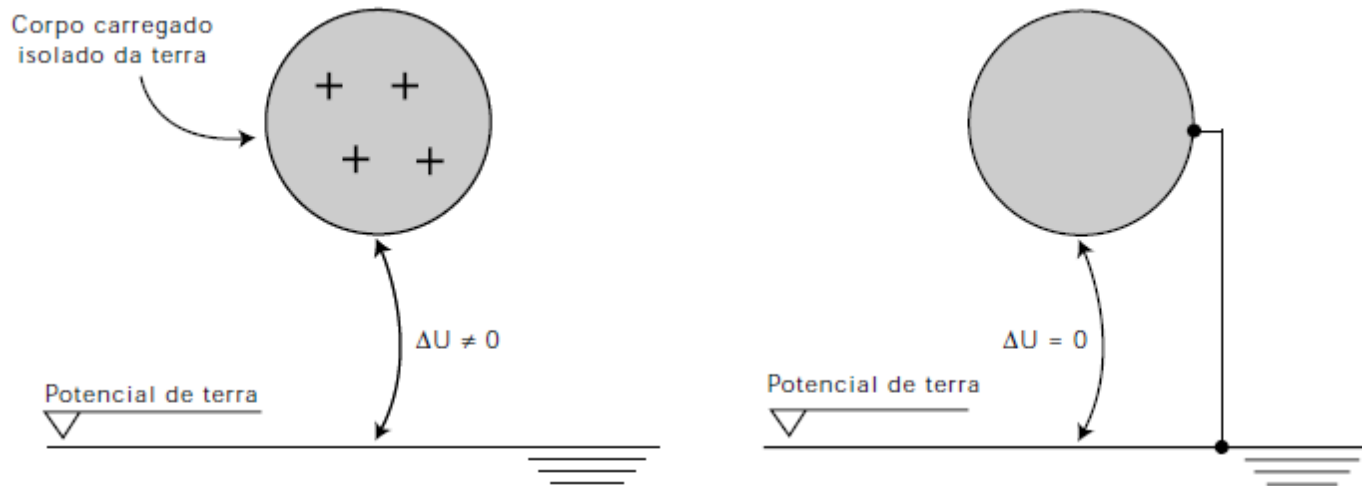 Corpo carregado
isolado da terra
+ +
+ +
ΔU ≠ 0
Potencial de terra
ΔU = 0
Potencial de terra